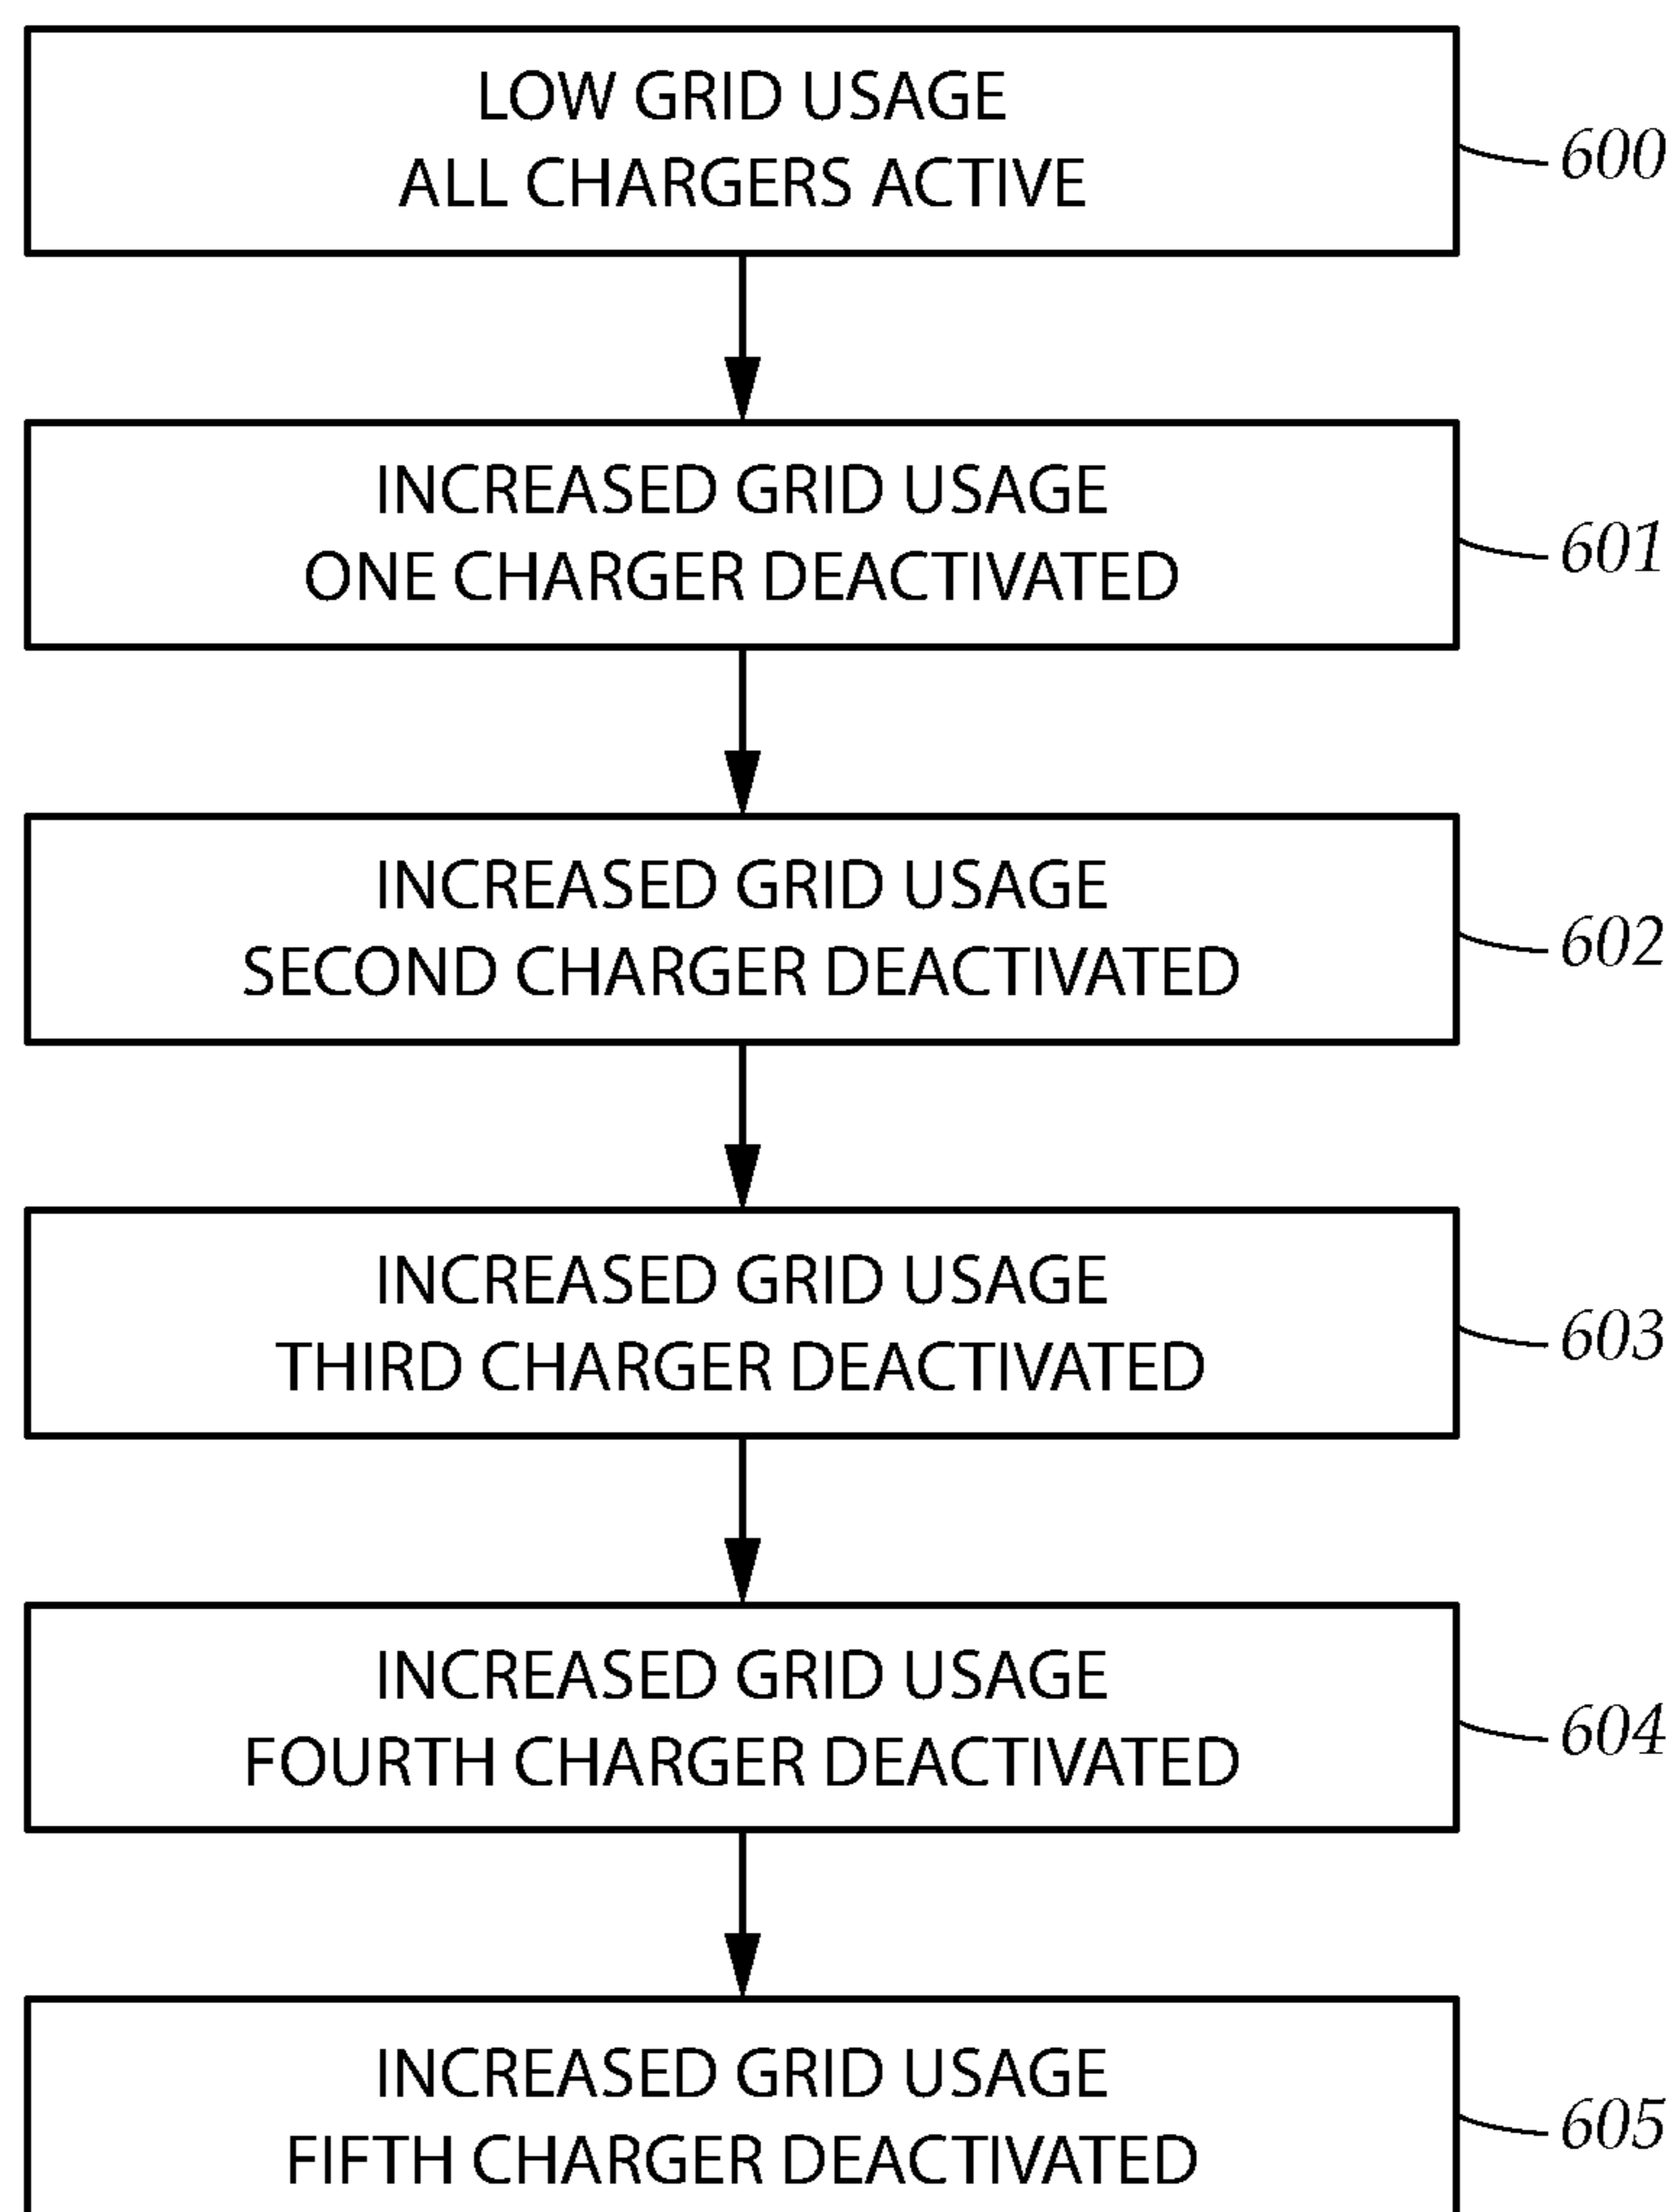 LOW GRID USAGE
ALL CHARGERS ACTIVE
600
INCREASED GRID USAGE
ONE CHARGER DEACTIVATED
601
INCREASED GRID USAGE
SECOND CHARGER DEACTIVATED
602
INCREASED GRID USAGE
THIRD CHARGER DEACTIVATED
603
INCREASED GRID USAGE
FOURTH CHARGER DEACTIVATED
604
INCREASED GRID USAGE
FIFTH CHARGER DEACTIVATED
605